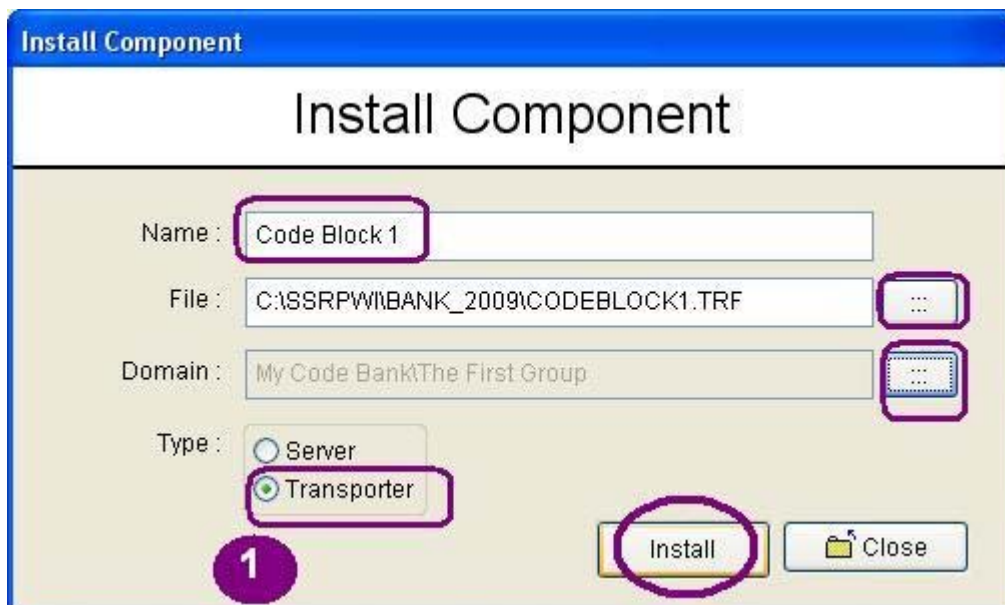 Install Component
Install Component
Name : Code Block 1
File : C:\SSRPWI\BANK_2009\CODEBLOCK1.TRF :::
Domain : My Code Bank\The First Group :::
Type : Server
Transporter
1
Install Close